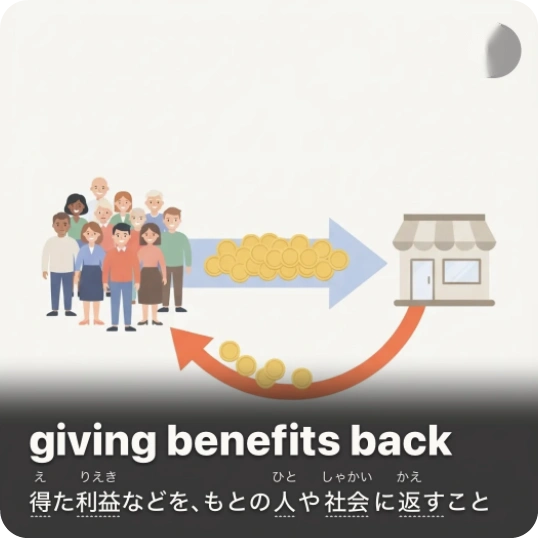 giving benefits back
え りえき ひと しゃかい かえ
得た利益などを、もとの人や社会に返すこと